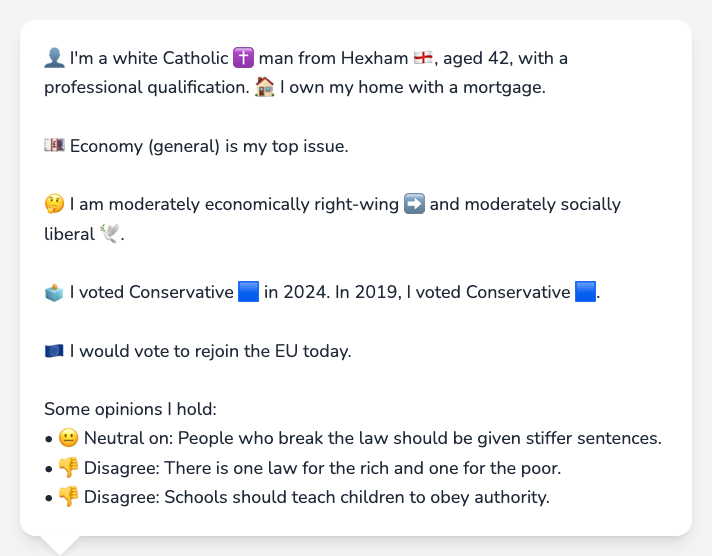 👤 I'm a white Catholic ✝️ man from Hexham 🏴󠁧󠁢󠁥󠁮󠁧󠁿, aged 42, with a
professional qualification. 🏠 I own my home with a mortgage.
💷 Economy (general) is my top issue.
🤔 I am moderately economically right-wing ➡️ and moderately socially
liberal 🕊️.
🗳️ I voted Conservative 🟦 in 2024. In 2019, I voted Conservative 🟦.
🇪🇺 I would vote to rejoin the EU today.
Some opinions I hold:
• 😐 Neutral on: People who break the law should be given stiffer sentences.
• 👎 Disagree: There is one law for the rich and one for the poor.
• 👎 Disagree: Schools should teach children to obey authority.